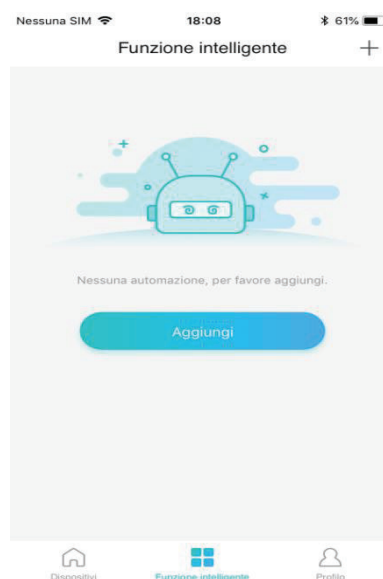 Nessuna SIM 18:08 61%
Funzione intelligente
Nessuna automazione, per favore aggiungi.
Aggiungi
Dispositivi Funzione intelligente Profilo